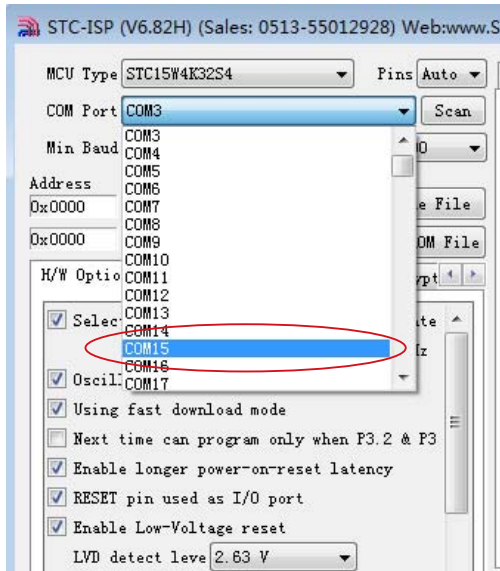 STC-ISP (V6.82H) (Sales: 0513-55012928) Web:www.S
MCU Type STC15W4K32S4 Pins Auto
COM Port COM3 Scan
Min Baud
COM3
COM4
COM5
COM6
COM7
COM8
COM9
COM10
COM11
COM12
COM13
COM14
COM15
COM16
COM17
Address
0x0000 e File
0x0000 OM File
H/W Optio ypt
Selec te
Hz
Oscill
Using fast download mode
Next time can program only when P3.2 & P3
Enable longer power-on-reset latency
RESET pin used as I/O port
Enable Low-Voltage reset
LVD detect leve 2.63 V